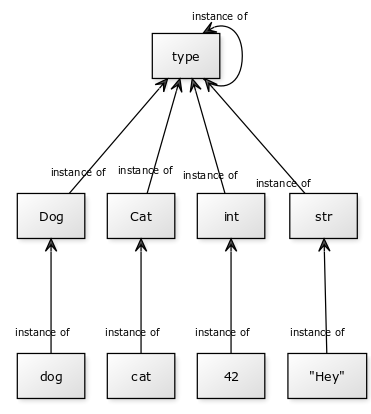 instance of
type
instance of
instance of
instance of
instance of
Dog
Cat
int
str
instance of
instance of
instance of
instance of
dog
cat
42
"Hey"